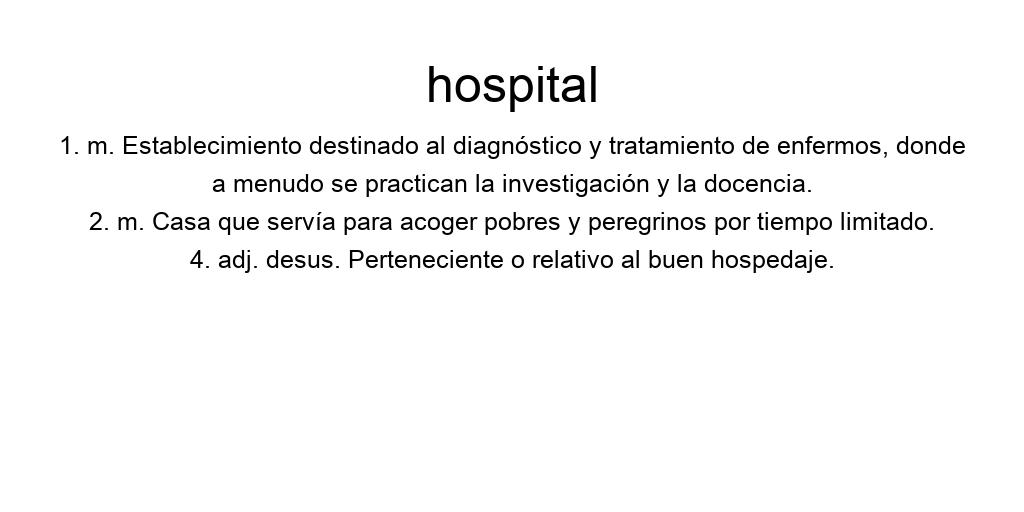 hospital
1. m. Establecimiento destinado al diagnóstico y tratamiento de enfermos, donde
a menudo se practican la investigación y la docencia.
2. m. Casa que servía para acoger pobres y peregrinos por tiempo limitado.
4. adj. desus. Perteneciente o relativo al buen hospedaje.